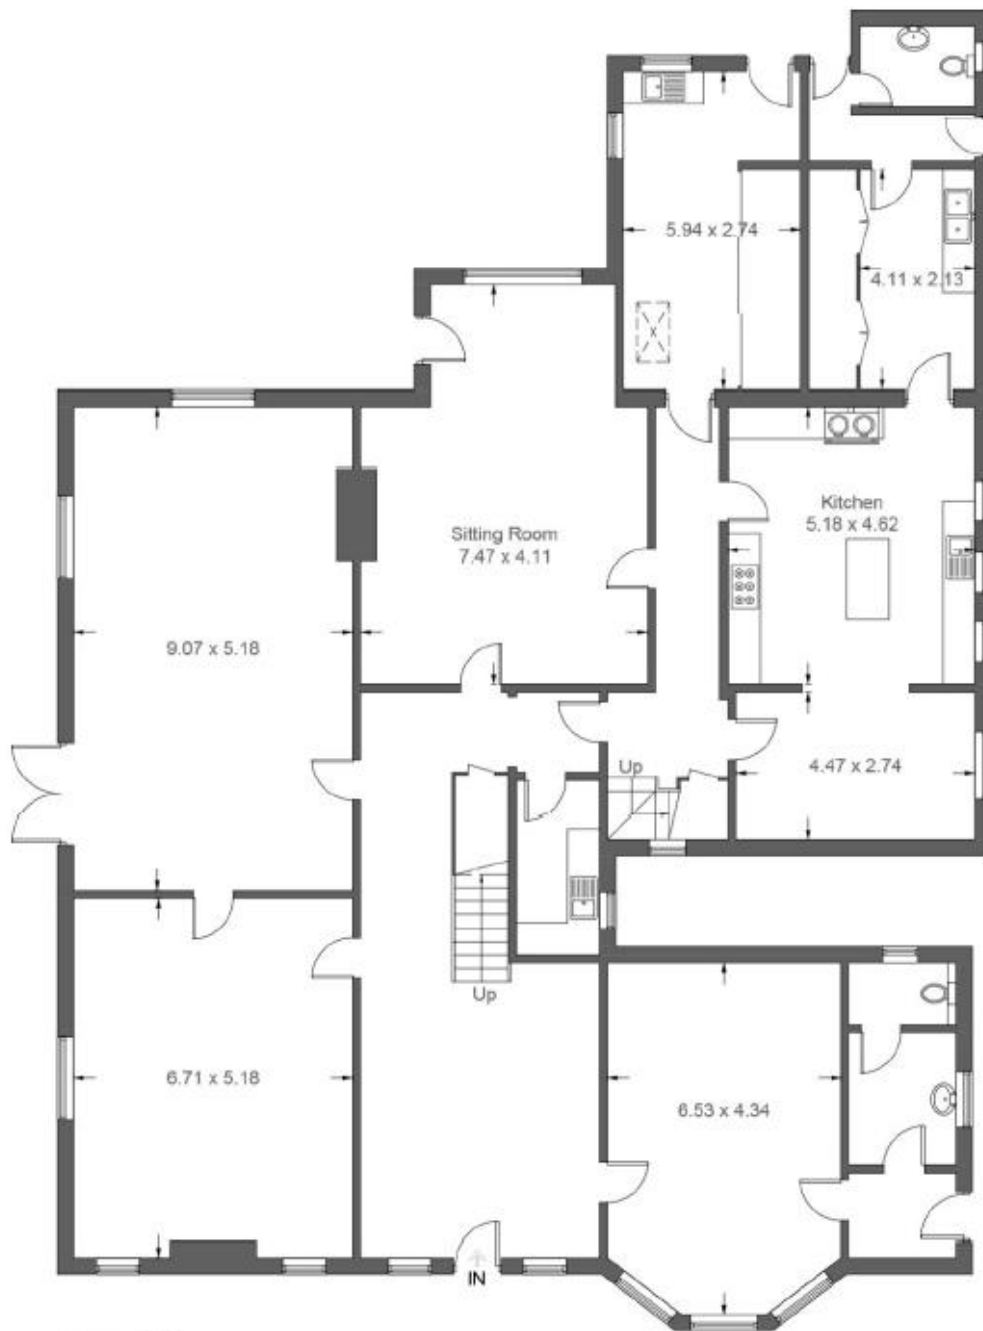 5.94 x 2.74
4.11 x 2.13
Kitchen
5.18 x 4.62
Sitting Room
7.47 x 4.11
9.07 x 5.18
Up
4.47 x 2.74
Up
6.71 x 5.18
6.53 x 4.34
IN